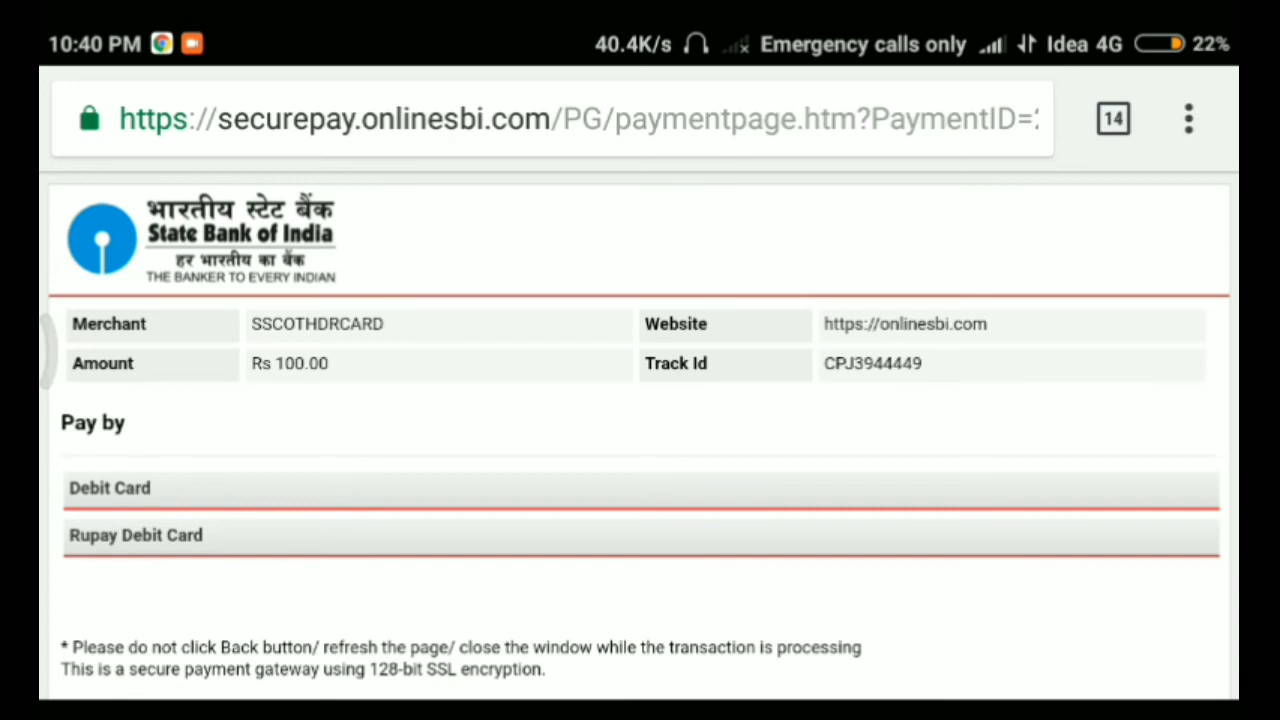 10:40 PM 40.4K/s Emergency calls only Idea 4G 22%
https://securepay.onlinesbi.com/PG/paymentpage.htm?PaymentID= 14
भारतीय स्टेट बैंक
State Bank of India
हर भारतीय का बैंक
THE BANKER TO EVERY INDIAN
Merchant SSCOTHDRCARD Website https://onlinesbi.com
Amount Rs 100.00 Track Id CPJ3944449
Pay by
Debit Card
Rupay Debit Card
* Please do not click Back button/ refresh the page/ close the window while the transaction is processing
This is a secure payment gateway using 128-bit SSL encryption.